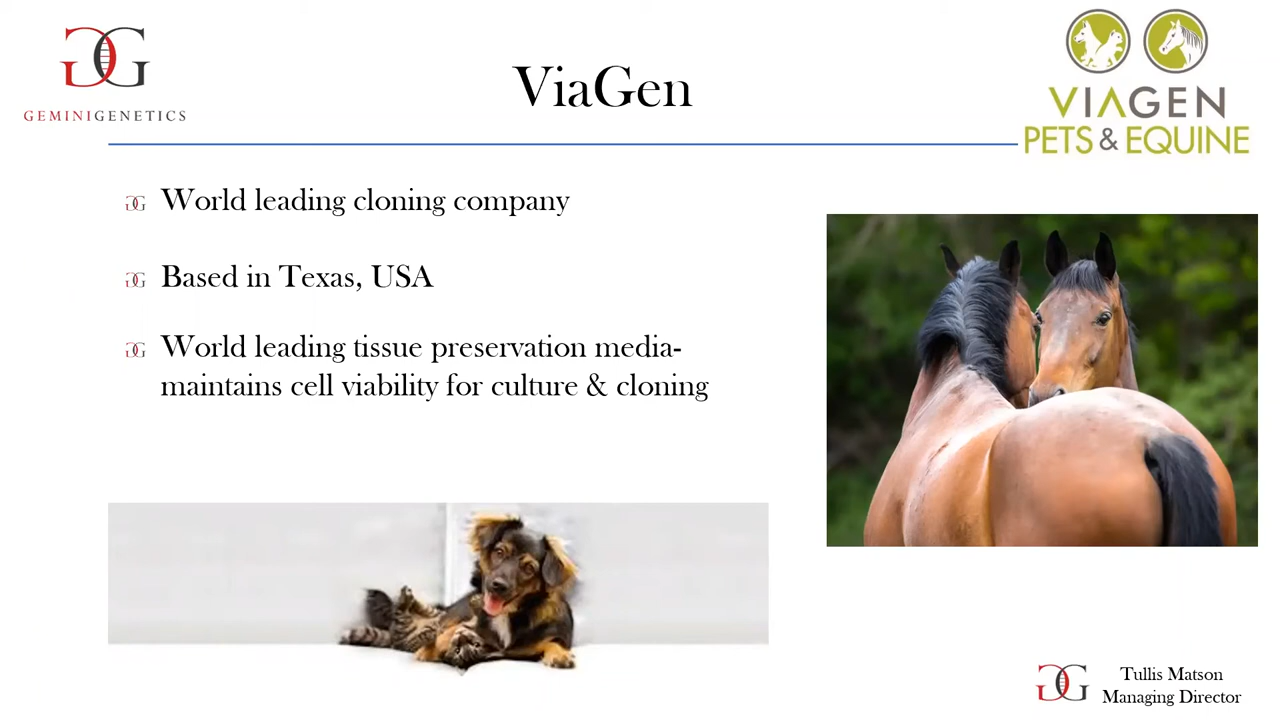 GEMINIGENETICS
ViaGen
VIAGEN
PETS & EQUINE
World leading cloning company
Based in Texas, USA
World leading tissue preservation media-
maintains cell viability for culture & cloning
Tullis Matson
Managing Director